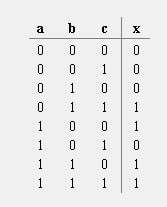 a b c x
0 0 0 0
0 0 1 0
0 1 0 0
0 1 1 1
1 0 0 1
1 0 1 0
1 1 0 1
1 1 1 1